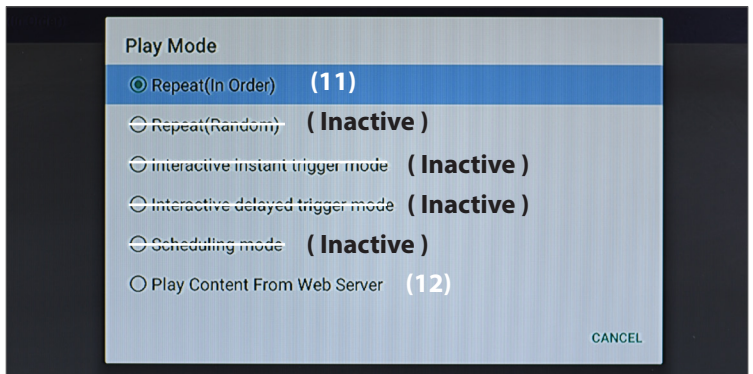 Play Mode
Repeat(In Order) (11)
Repeat(Random) ( Inactive )
Interactive instant trigger mode ( Inactive )
Interactive delayed trigger mode ( Inactive )
Scheduling mode ( Inactive )
Play Content From Web Server (12)
CANCEL